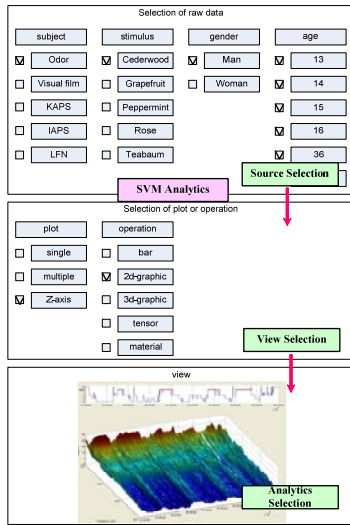 Selection of raw data
subject stimulus gender age
Odor Cederwood Man 13
Visual film Grapefruit Woman 14
KAPS Peppermint 15
IAPS Rose 16
LFN Teabaum 36
Source Selection
SVM Analytics
Selection of plot or operation
plot operation
single bar
multiple 2d-graphic
Z-axis 3d-graphic
tensor
material
View Selection
view
Analytics
Selection